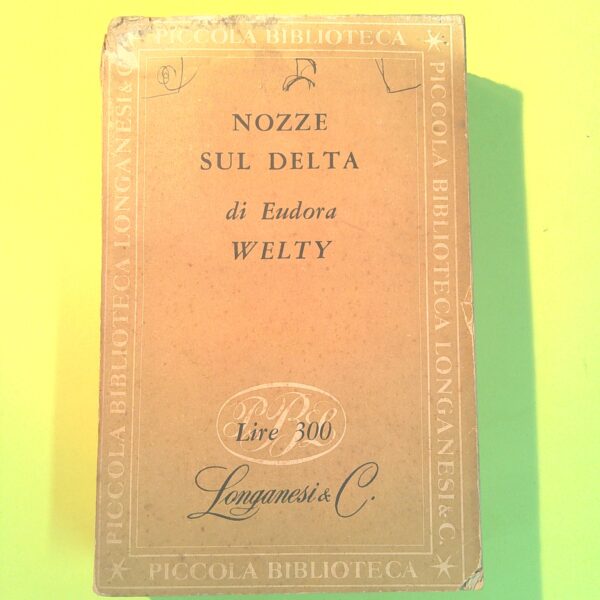 PICCOLA BIBLIOTECA
PICCOLA BIBLIOTECA LONGANESI & C.
PICCOLA BIBLIOTECA LONGANESI & C.
NOZZE
SUL DELTA
di Eudora
WELTY
PBL
Lire 300
Longanesi & C.
PICCOLA BIBLIOTECA